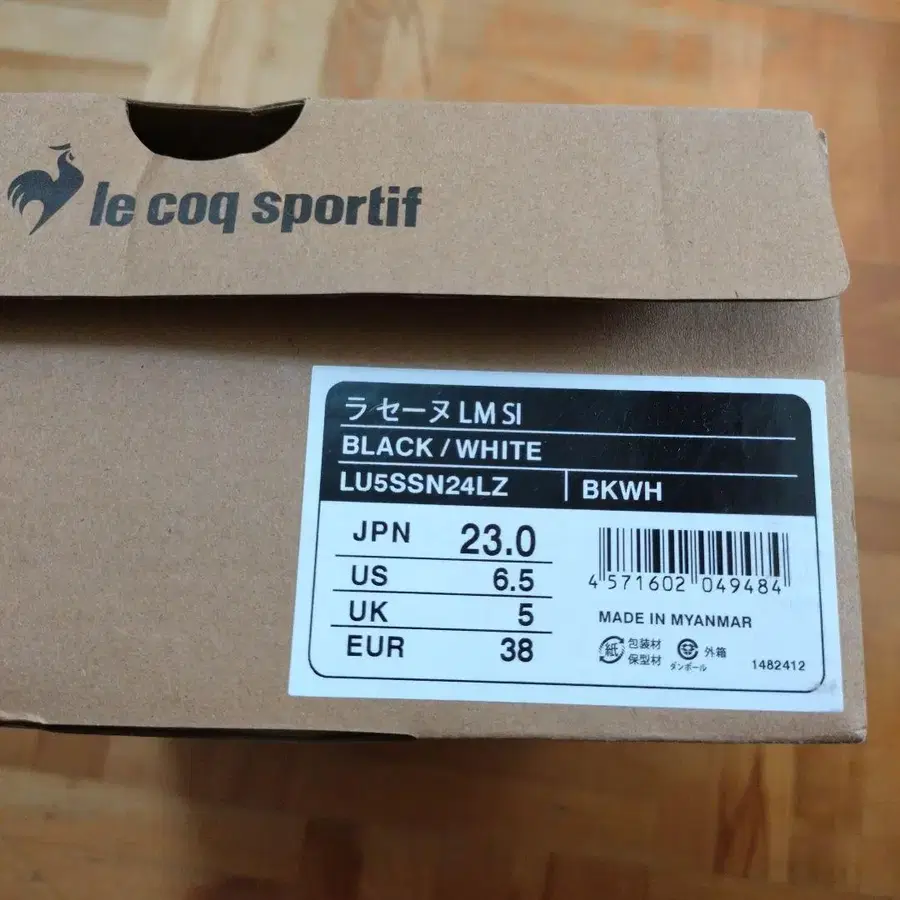 le coq sportif
ラ セーヌ LM SI
BLACK / WHITE
LU5SSN24LZ BKWH
JPN 23.0
US 6.5
UK 5
EUR 38
4 571602 049484
MADE IN MYANMAR
紙 包装材 保型材
ダンボール 外箱
1482412